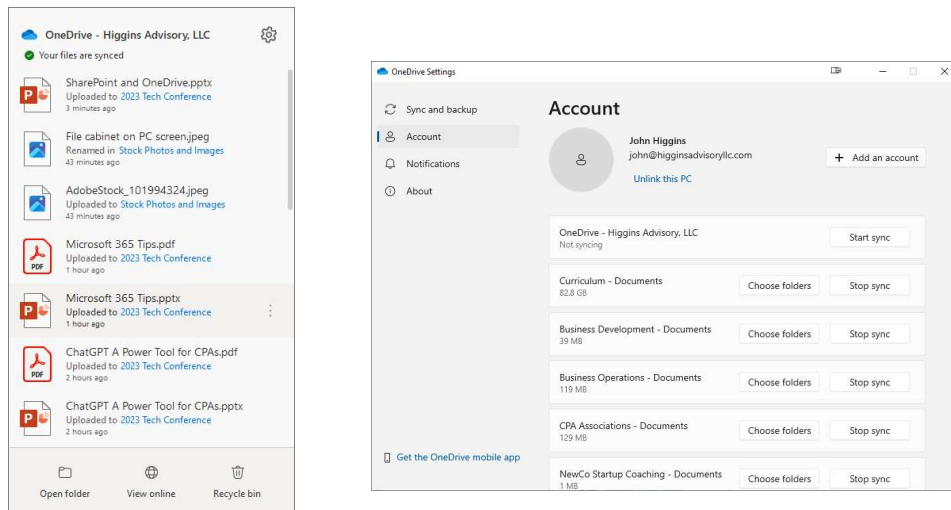 OneDrive - Higgins Advisory, LLC
Your files are synced
SharePoint and OneDrive.pptx
Uploaded to 2023 Tech Conference
3 minutes ago
File cabinet on PC screen.jpeg
Renamed in Stock Photos and Images
43 minutes ago
AdobeStock_101994324.jpeg
Uploaded to Stock Photos and Images
43 minutes ago
PDF
Microsoft 365 Tips.pdf
Uploaded to 2023 Tech Conference
1 hour ago
P
Microsoft 365 Tips.pptx
Uploaded to 2023 Tech Conference
1 hour ago
PDF
ChatGPT A Power Tool for CPAs.pdf
Uploaded to 2023 Tech Conference
2 hours ago
P
ChatGPT A Power Tool for CPAs.pptx
Uploaded to 2023 Tech Conference
2 hours ago
Open folder View online Recycle bin
OneDrive Settings
Sync and backup
Account
Notifications
About
Get the OneDrive mobile app
Account
John Higgins
john@higginsadvisoryllc.com
Unlink this PC
+ Add an account
OneDrive - Higgins Advisory, LLC
Not syncing
Start sync
Curriculum - Documents
82.8 GB
Choose folders Stop sync
Business Development - Documents
39 MB
Choose folders Stop sync
Business Operations - Documents
119 MB
Choose folders Stop sync
CPA Associations - Documents
129 MB
Choose folders Stop sync
NewCo Startup Coaching - Documents
1 MB
Choose folders Stop sync